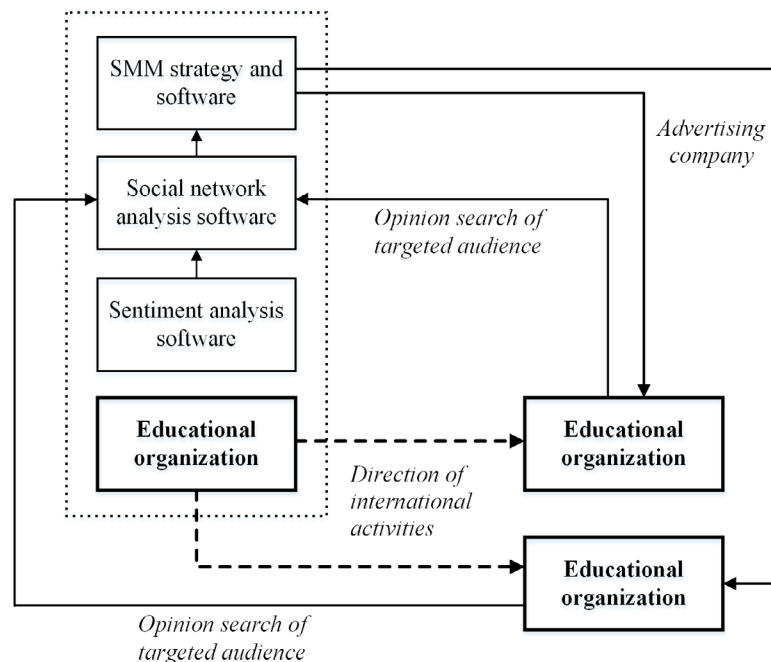 SMM strategy and
software
Advertising
company
Social network
analysis software
Opinion search of
targeted audience
Sentiment analysis
software
Educational
organization
Educational
organization
Direction of
international
activities
Educational
organization
Opinion search of
targeted audience